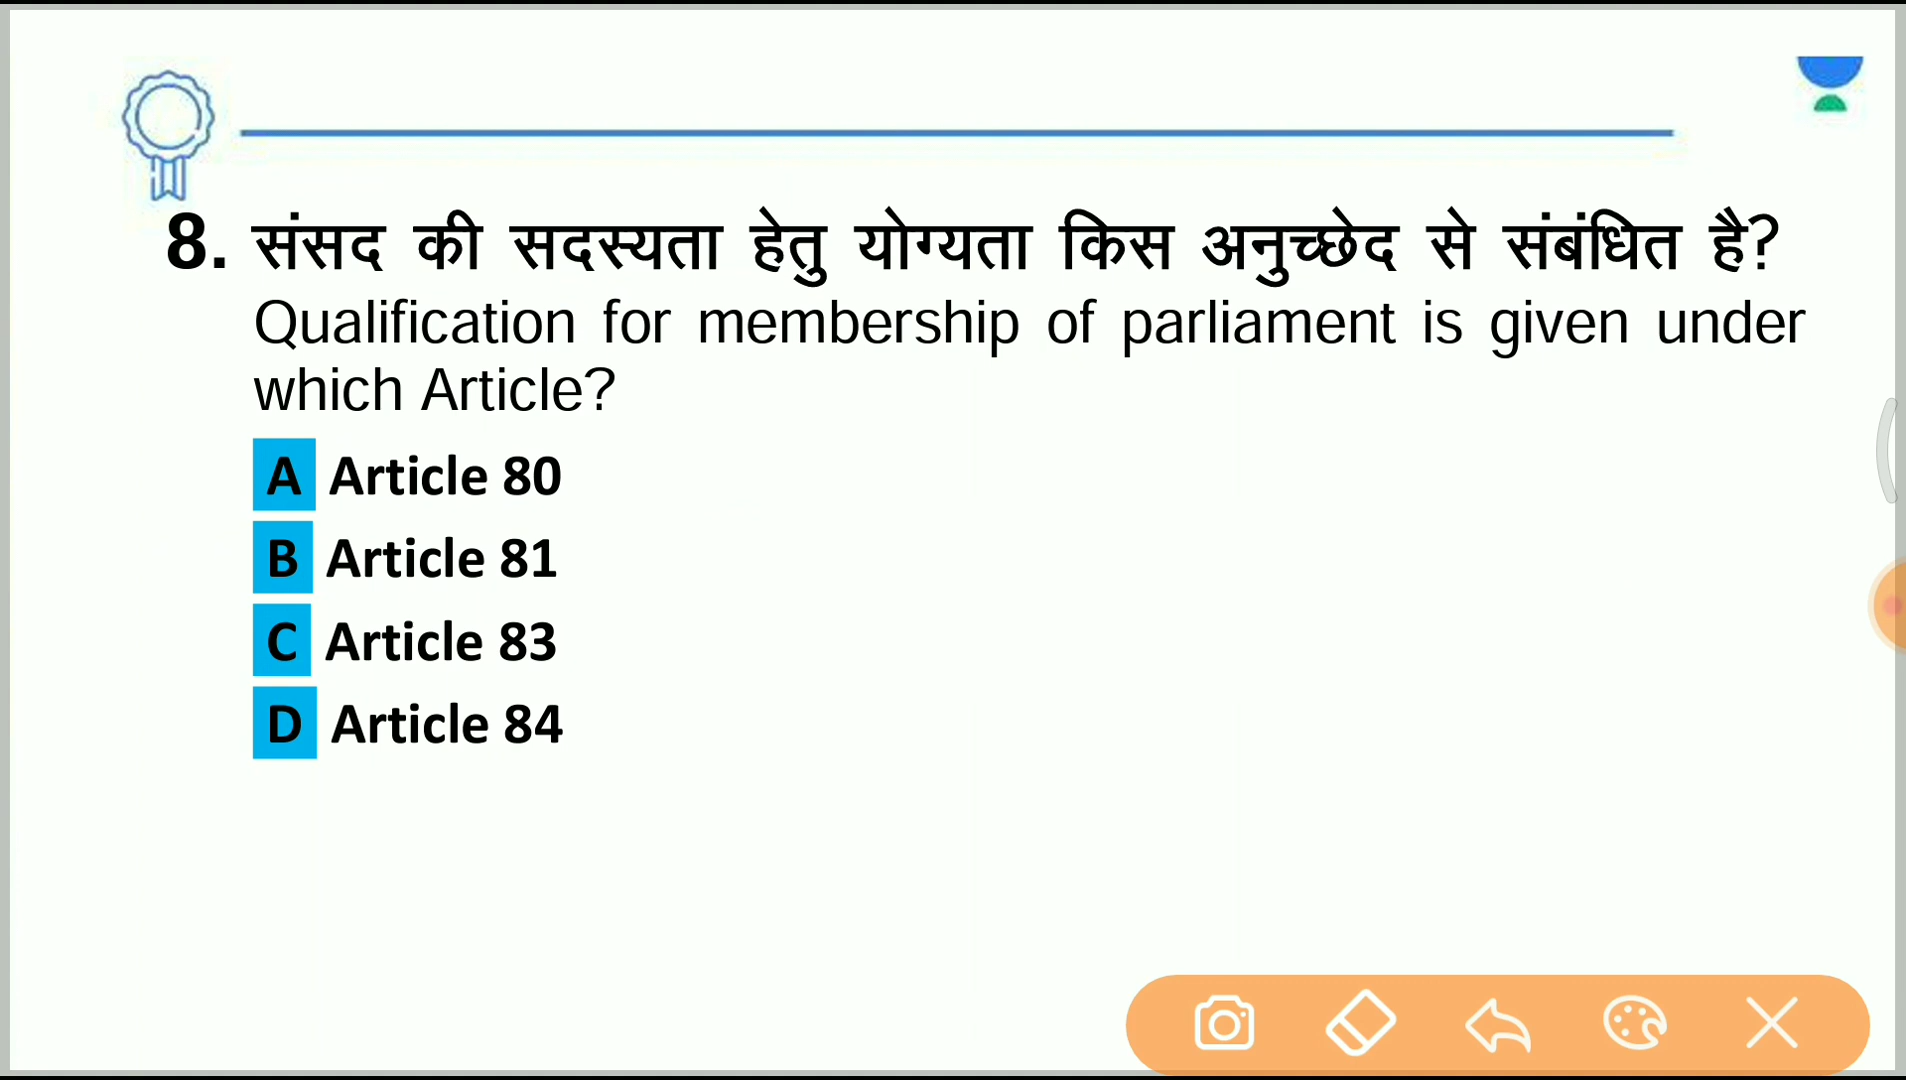 8. संसद की सदस्यता हेतु योग्यता किस अनुच्छेद से संबंधित है?
Qualification for membership of parliament is given under
which Article?
A Article 80
B Article 81
C Article 83
D Article 84